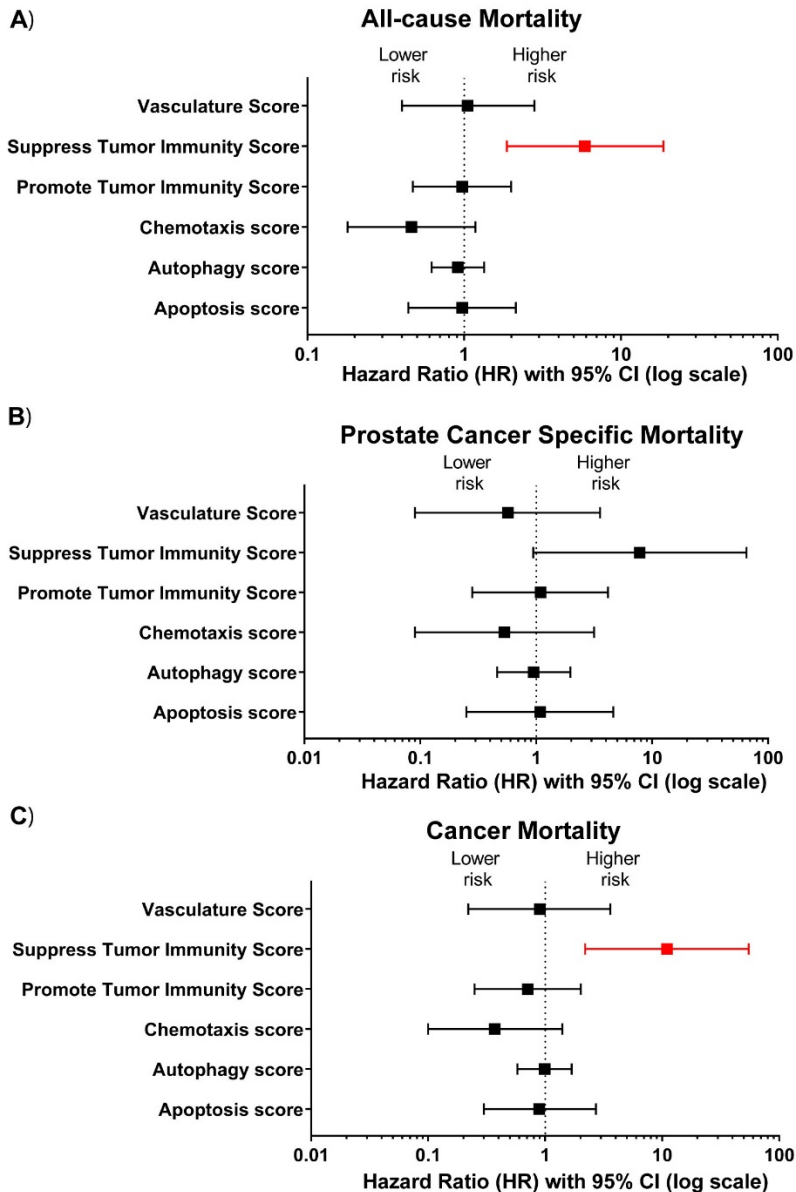 A)
All-cause Mortality
Lower risk
Higher risk
Vasculature Score
Suppress Tumor Immunity Score
Promote Tumor Immunity Score
Chemotaxis score
Autophagy score
Apoptosis score
0.1 1 10 100
Hazard Ratio (HR) with 95% CI (log scale)
B)
Prostate Cancer Specific Mortality
Lower risk
Higher risk
Vasculature Score
Suppress Tumor Immunity Score
Promote Tumor Immunity Score
Chemotaxis score
Autophagy score
Apoptosis score
0.01 0.1 1 10 100
Hazard Ratio (HR) with 95% CI (log scale)
C)
Cancer Mortality
Lower risk
Higher risk
Vasculature Score
Suppress Tumor Immunity Score
Promote Tumor Immunity Score
Chemotaxis score
Autophagy score
Apoptosis score
0.01 0.1 1 10 100
Hazard Ratio (HR) with 95% CI (log scale)